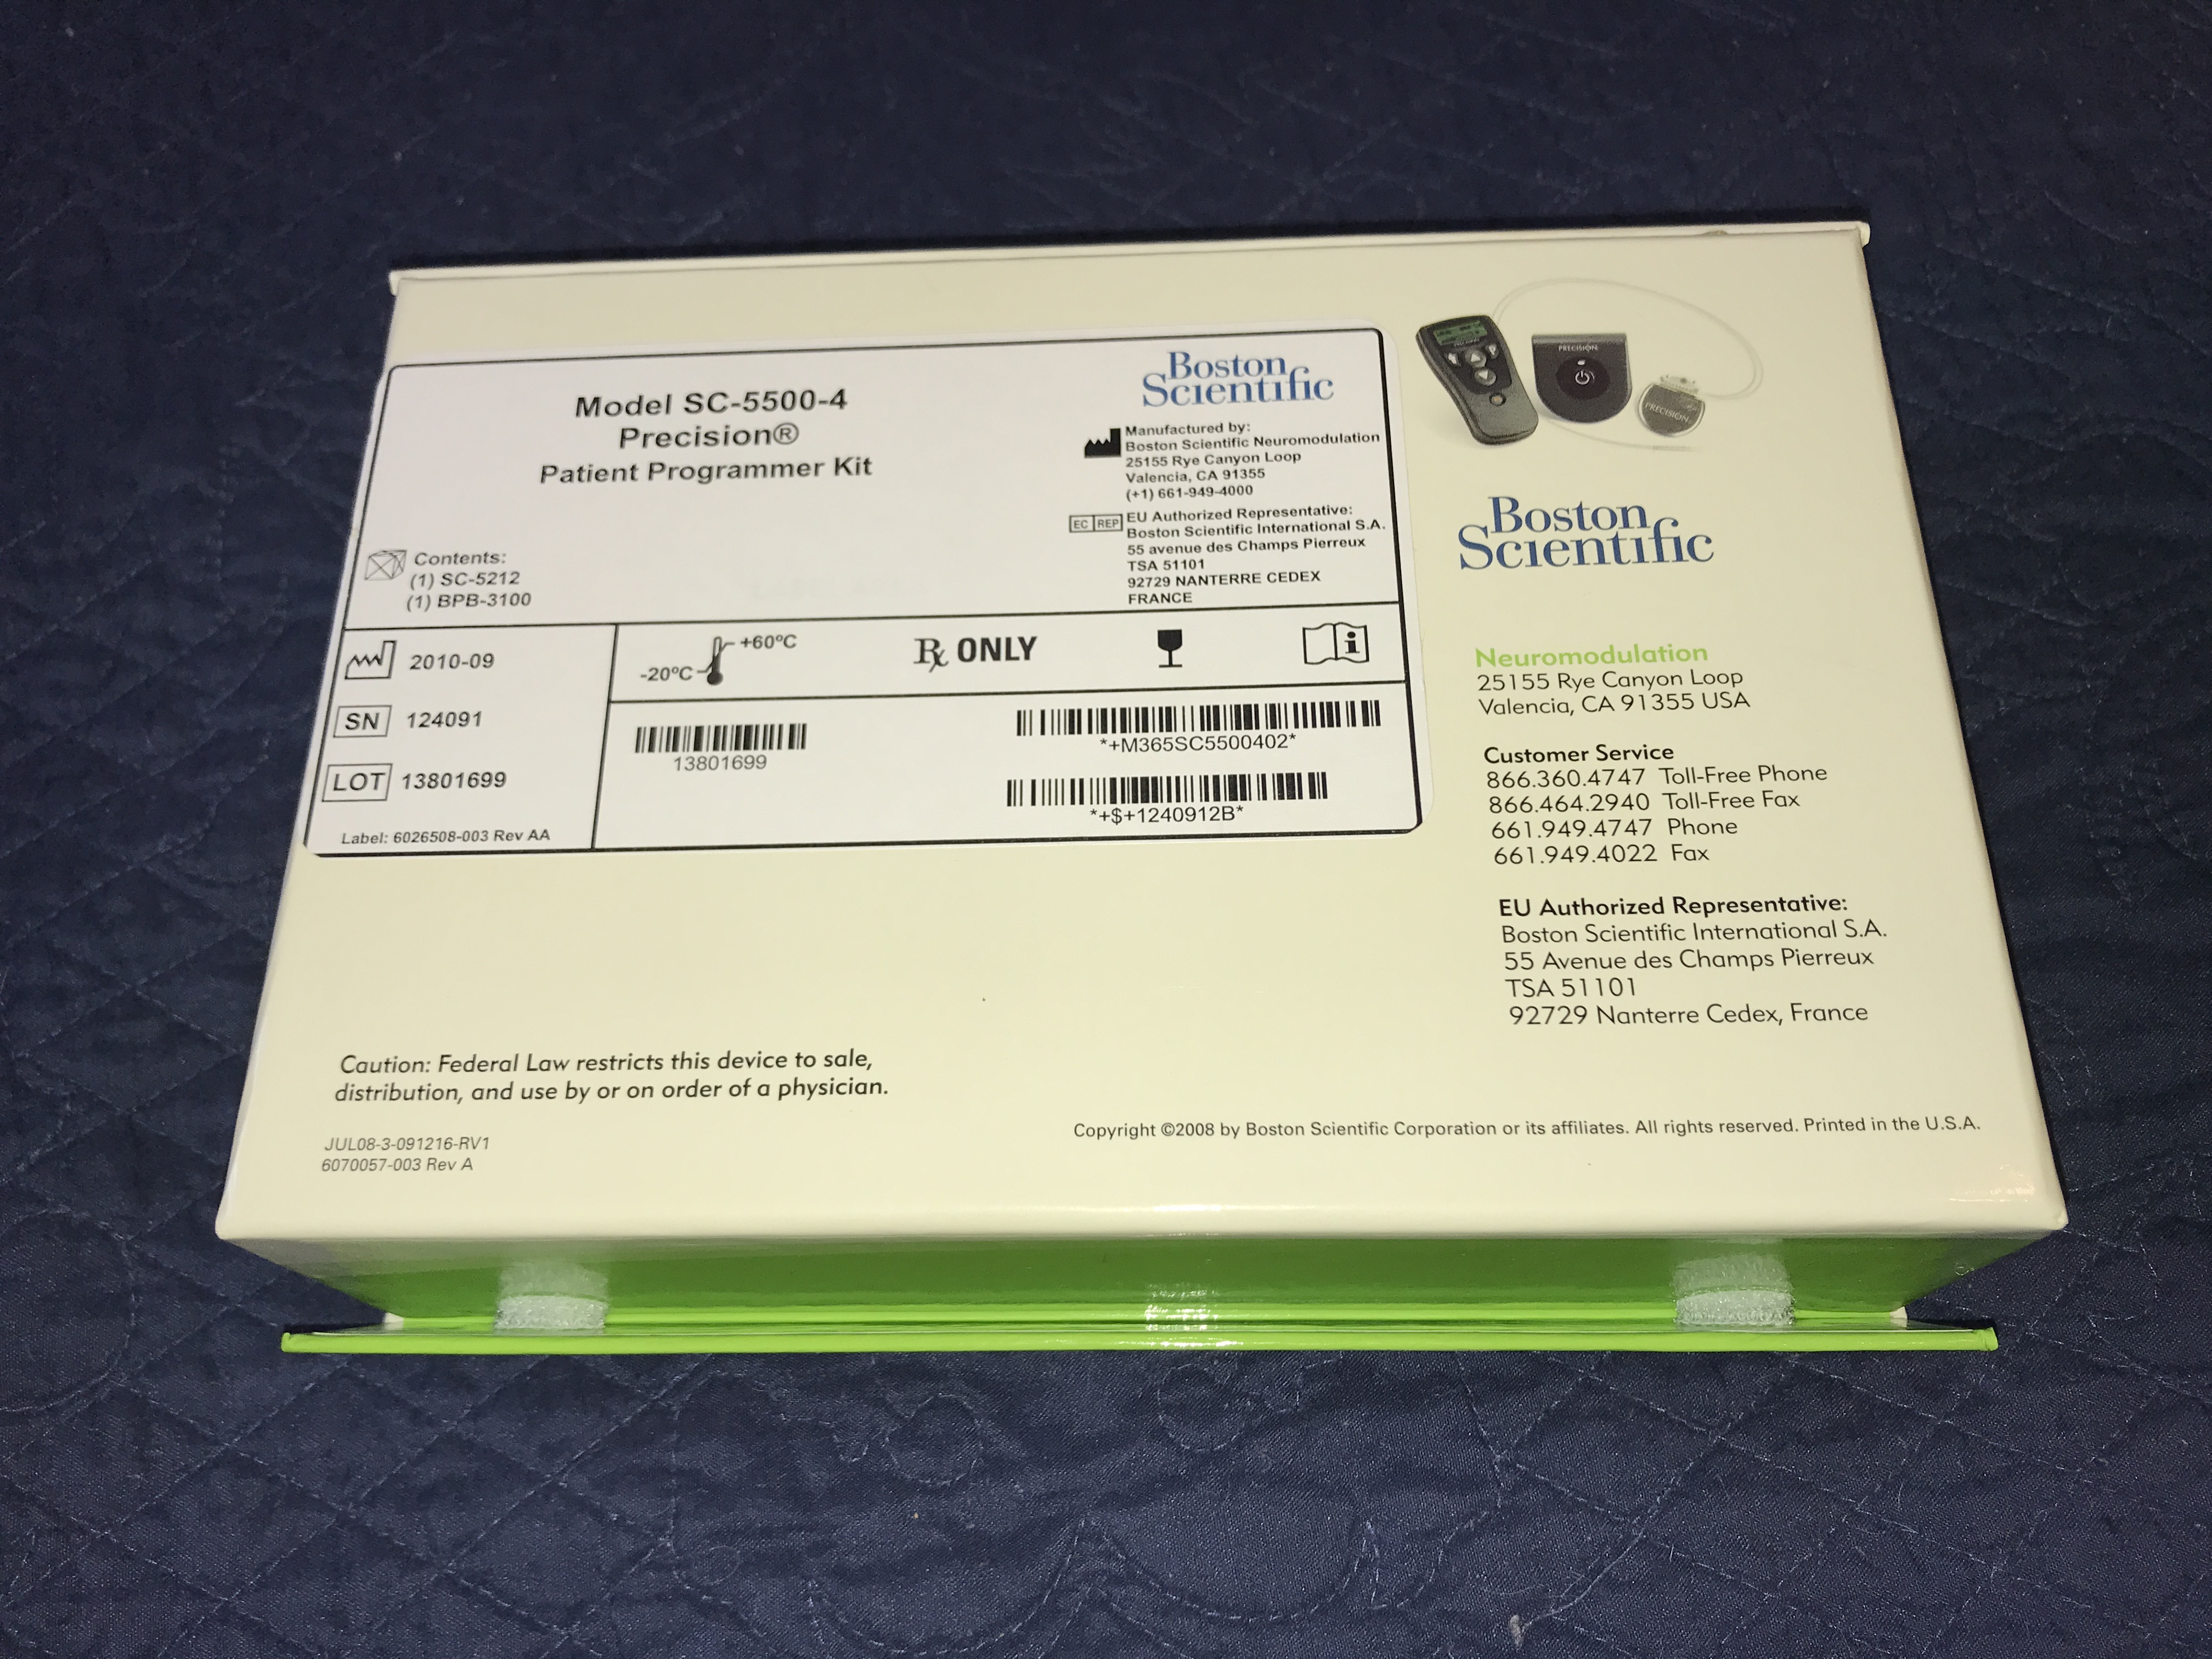 Model SC-5500-4
Precision®
Patient Programmer Kit
Contents:
(1) SC-5212
(1) BPB-3100
Boston
Scientific
Manufactured by:
Boston Scientific Neuromodulation
25155 Rye Canyon Loop
Valencia, CA 91355
(+1) 661-949-4000
EC REP
EU Authorized Representative:
Boston Scientific International S.A.
55 avenue des Champs Pierreux
TSA 51101
92729 NANTERRE CEDEX
FRANCE
2010-09
SN 124091
LOT 13801699
Label: 6026508-003 Rev AA
-20°C
+60°C
Rx ONLY
i
13801699
*+M365SC5500402*
*+$+1240912B*
PRECISION
PRECISION
Boston
Scientific
Neuromodulation
25155 Rye Canyon Loop
Valencia, CA 91355 USA
Customer Service
866.360.4747 Toll-Free Phone
866.464.2940 Toll-Free Fax
661.949.4747 Phone
661.949.4022 Fax
EU Authorized Representative:
Boston Scientific International S.A.
55 Avenue des Champs Pierreux
TSA 51101
92729 Nanterre Cedex, France
Caution: Federal Law restricts this device to sale,
distribution, and use by or on order of a physician.
JUL08-3-091216-RV1
6070057-003 Rev A
Copyright ©2008 by Boston Scientific Corporation or its affiliates. All rights reserved. Printed in the U.S.A.